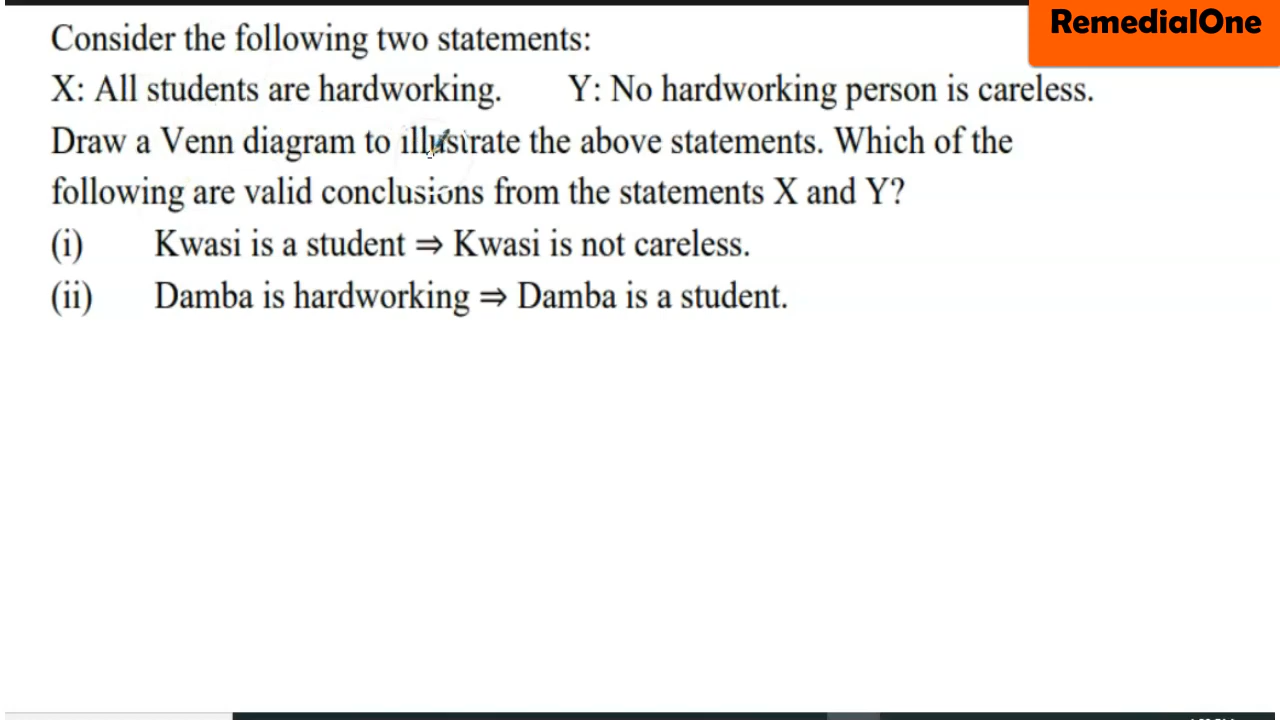 RemedialOne
Consider the following two statements:
X: All students are hardworking. Y: No hardworking person is careless.
Draw a Venn diagram to illustrate the above statements. Which of the
following are valid conclusions from the statements X and Y?
(i) Kwasi is a student ⇒ Kwasi is not careless.
(ii) Damba is hardworking ⇒ Damba is a student.